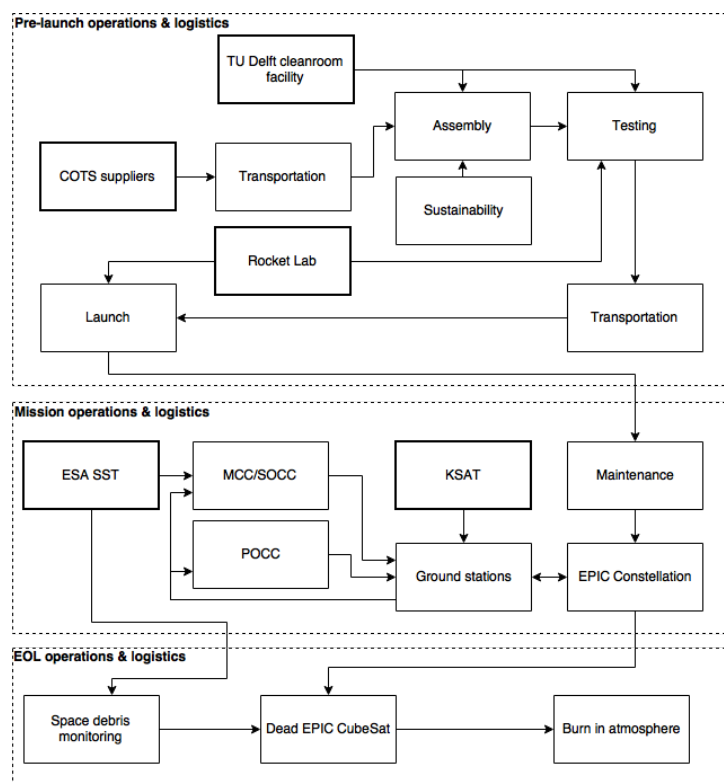 Pre-launch operations & logistics
TU Delft cleanroom
facility
Assembly
Testing
COTS suppliers
Transportation
Sustainability
Rocket Lab
Launch
Transportation
Mission operations & logistics
ESA SST
MCC/SOCC
KSAT
Maintenance
POCC
Ground stations
EPIC Constellation
EOL operations & logistics
Space debris
monitoring
Dead EPIC CubeSat
Burn in atmosphere